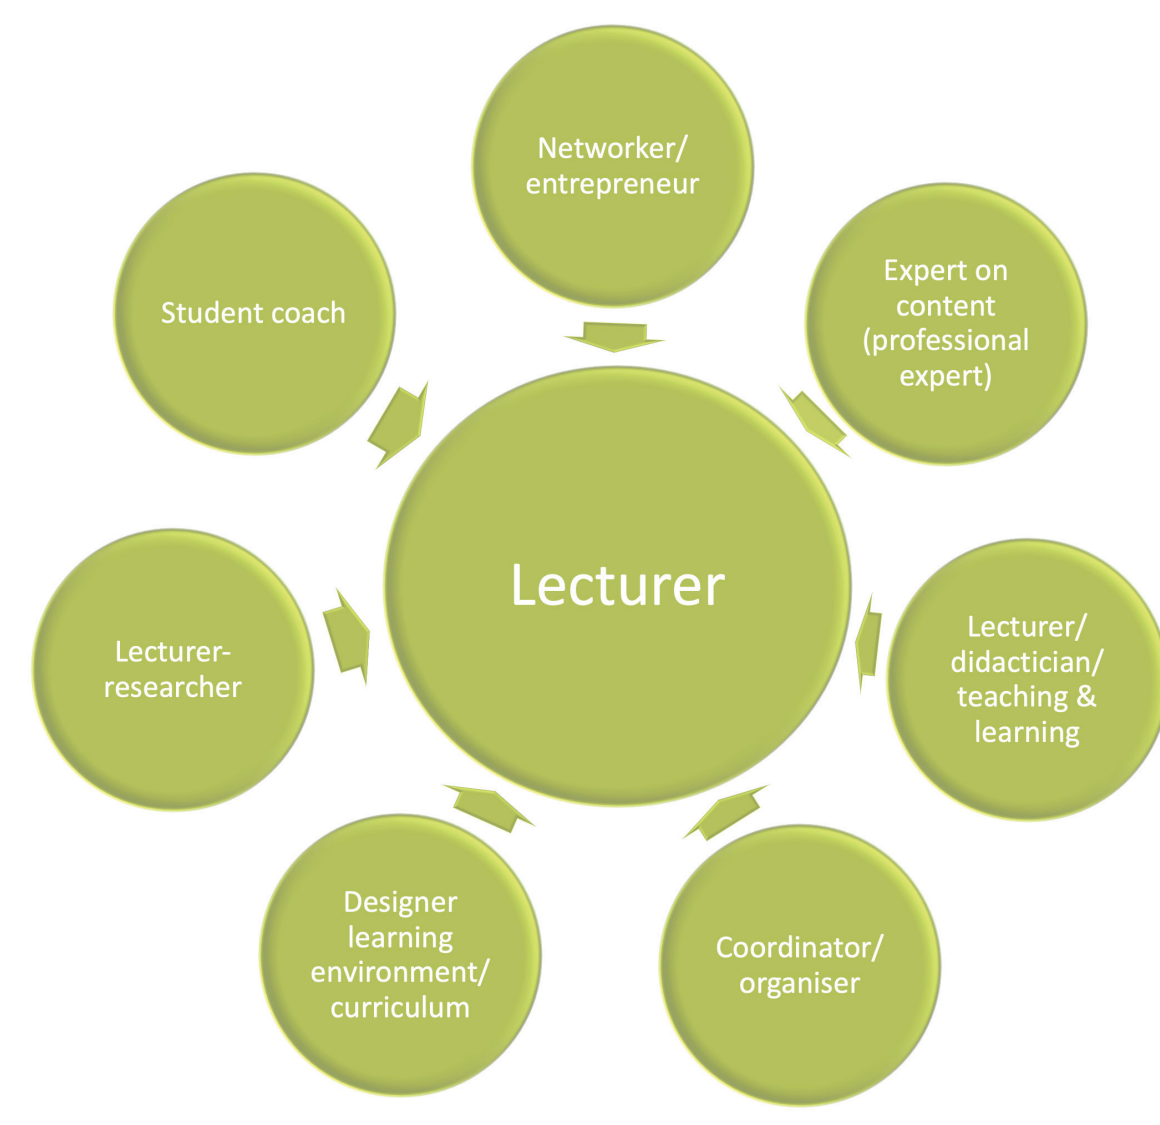 Networker/
entrepreneur
Expert on
content
(professional
expert)
Student coach
Lecturer
Lecturer/
didactician/
teaching &
learning
Lecturer-
researcher
Designer
learning
environment/
curriculum
Coordinator/
organiser